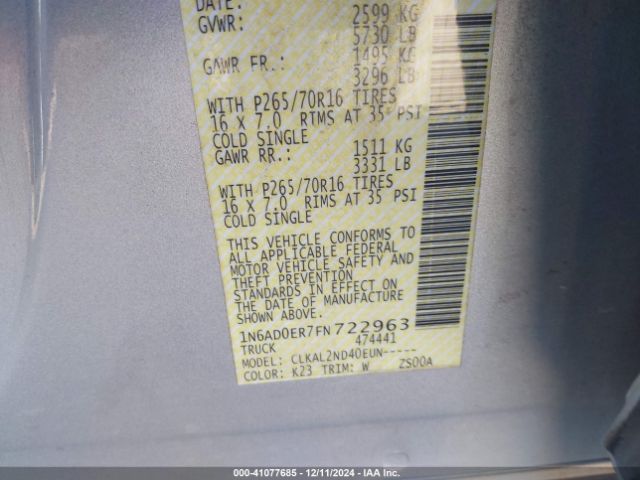 DATE:
GVWR: 2599 KG
5730 LB
GAWR FR.: 1495 KG
3296 LB
WITH P265/70R16 TIRES
16 X 7.0 RIMS AT 35 PSI
COLD SINGLE
GAWR RR.: 1511 KG
3331 LB
WITH P265/70R16 TIRES
16 X 7.0 RIMS AT 35 PSI
COLD SINGLE
THIS VEHICLE CONFORMS TO
ALL APPLICABLE FEDERAL
MOTOR VEHICLE SAFETY AND
THEFT PREVENTION
STANDARDS IN EFFECT ON
THE DATE OF MANUFACTURE
SHOWN ABOVE.
1N6AD0ER7FN722963
TRUCK 474441
MODEL: CLKAL2ND40EUN-----
COLOR: K23 TRIM: W ZS00A
000-41077685 • 12/11/2024 • IAA Inc.